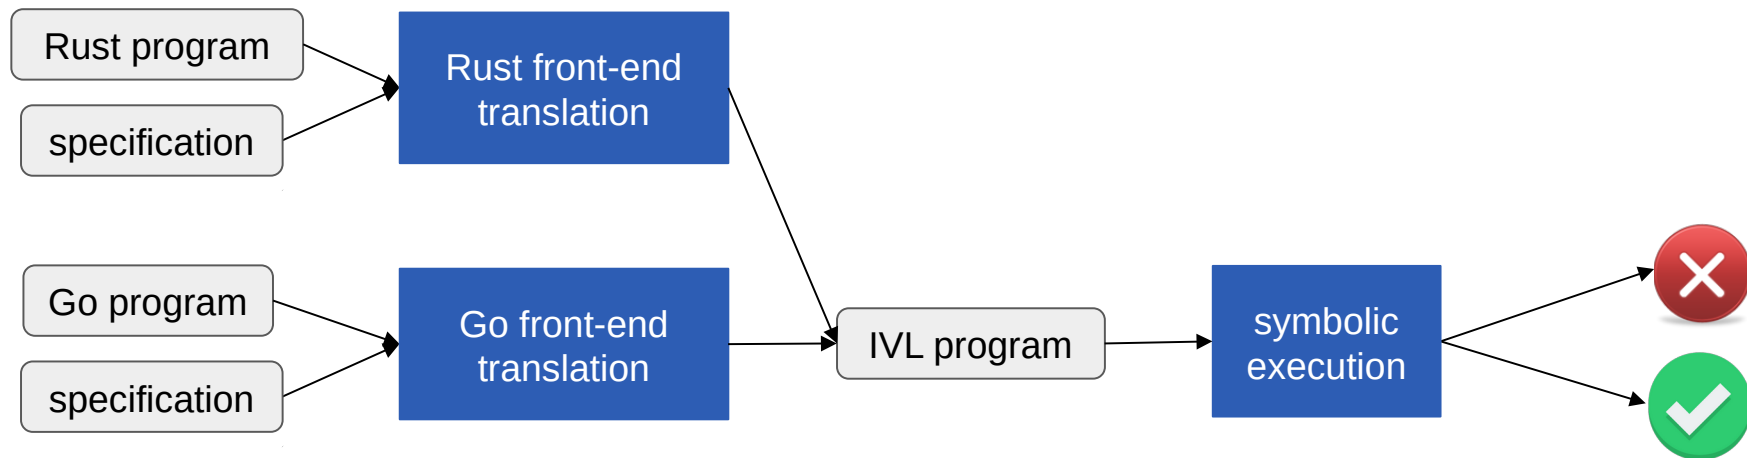 Rust program
specification
Rust front-end
translation
Go program
specification
Go front-end
translation
IVL program
symbolic
execution